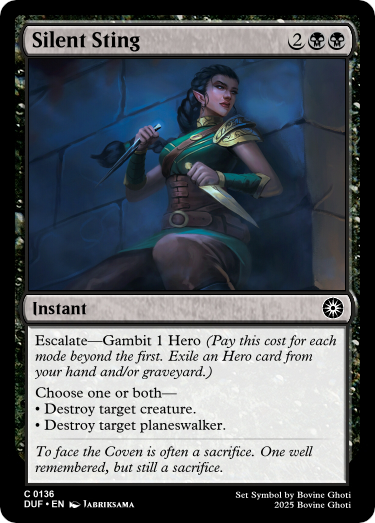 Silent Sting
2
Instant
Escalate—Gambit 1 Hero (Pay this cost for each
mode beyond the first. Exile an Hero card from
your hand and/or graveyard.)
Choose one or both—
• Destroy target creature.
• Destroy target planeswalker.
To face the Coven is often a sacrifice. One well
remembered, but still a sacrifice.
C 0136
DUF • EN JABRIKSAMA
Set Symbol by Bovine Ghoti
2025 Bovine Ghoti